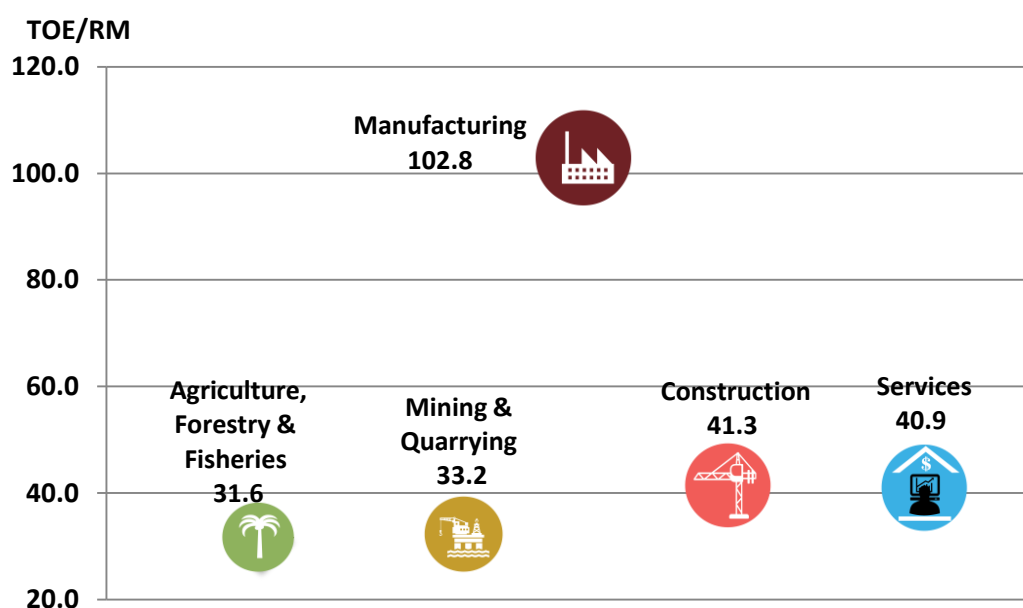 TOE/RM
120.0
100.0
80.0
60.0
40.0
20.0
Manufacturing
102.8
Agriculture,
Forestry &
Fisheries
31.6
Mining &
Quarrying
33.2
Construction
41.3
Services
40.9
$